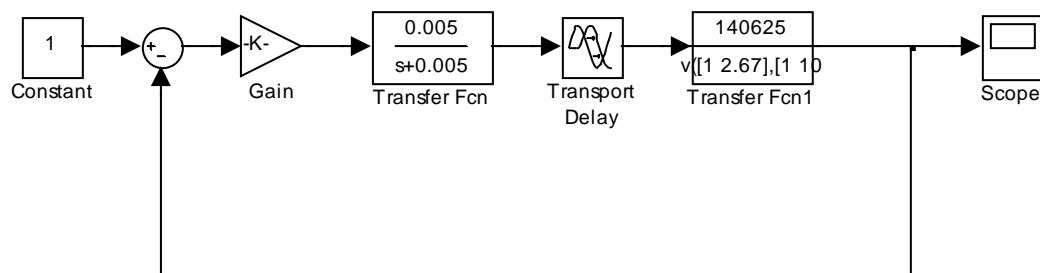 1
Constant
+
−
-K-
Gain
0.005
s+0.005
Transfer Fcn
Transport
Delay
140625
v([1 2.67],[1 10
Transfer Fcn1
Scope